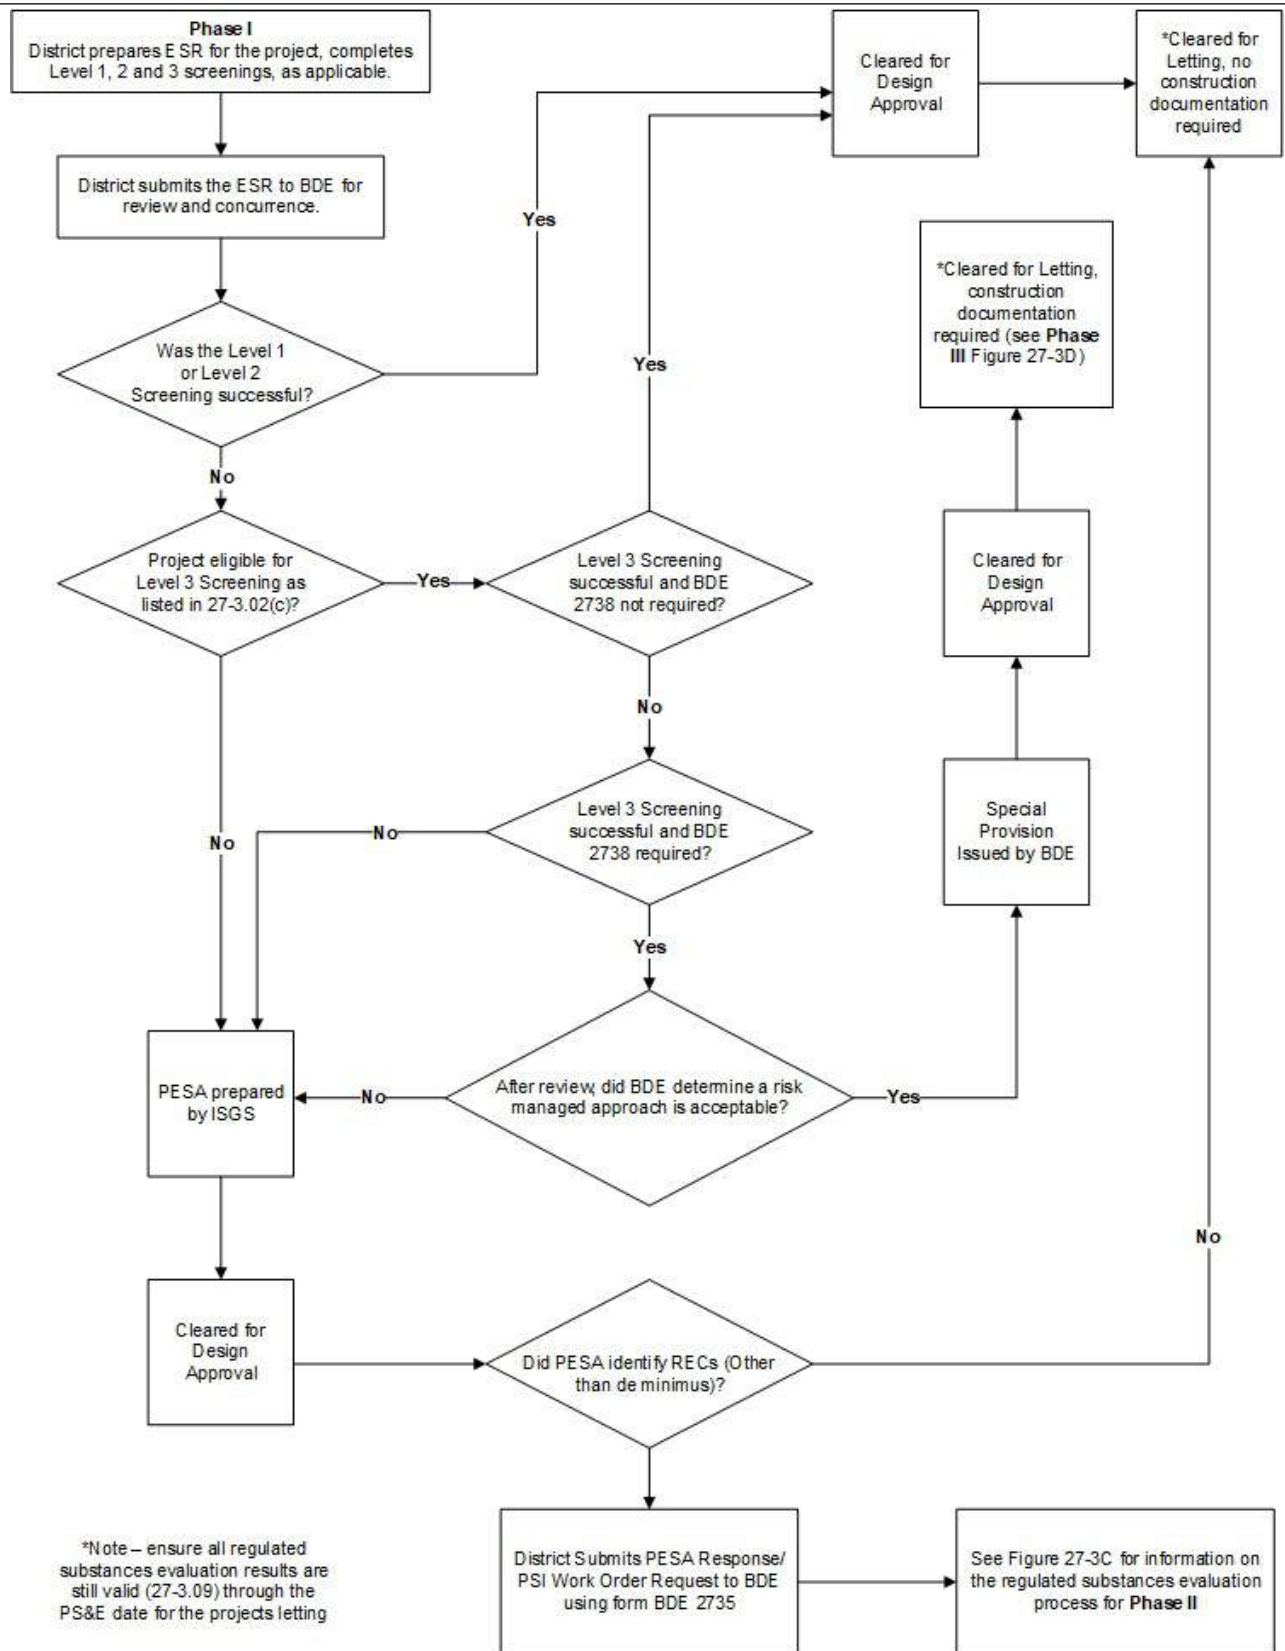 Phase I
District prepares ESR for the project, completes
Level 1, 2 and 3 screenings, as applicable.
Cleared for
Design
Approval
*Cleared for
Letting, no
construction
documentation
required
District submits the ESR to BDE for
review and concurrence.
Yes
*Cleared for Letting,
construction
documentation
required (see Phase
III Figure 27-3D)
Was the Level 1
or Level 2
Screening successful?
Yes
No
Project eligible for
Level 3 Screening as
listed in 27-3.02(c)?
Yes
Level 3 Screening
successful and BDE
2738 not required?
Cleared for
Design
Approval
No
Level 3 Screening
successful and BDE
2738 required?
Special
Provision
Issued by BDE
No
No
Yes
PESA prepared
by ISGS
No
After review, did BDE determine a risk
managed approach is acceptable?
Yes
No
Cleared for
Design
Approval
Did PESA identify RECs (Other
than de minimus)?
*Note – ensure all regulated
substances evaluation results are
still valid (27-3.09) through the
PS&E date for the projects letting
District Submits PESA Response/
PSI Work Order Request to BDE
using form BDE 2735
See Figure 27-3C for information on
the regulated substances evaluation
process for Phase II